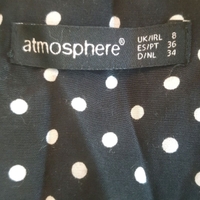 atmosphere®
UK/IRL 8
ES/PT 36
D/NL 34